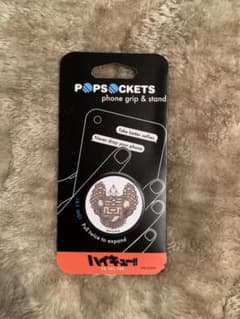 POPSOCKETS
phone grip & stand
Take better selfies
Never drop your phone
Pull twice to expand
ハイキュー!!